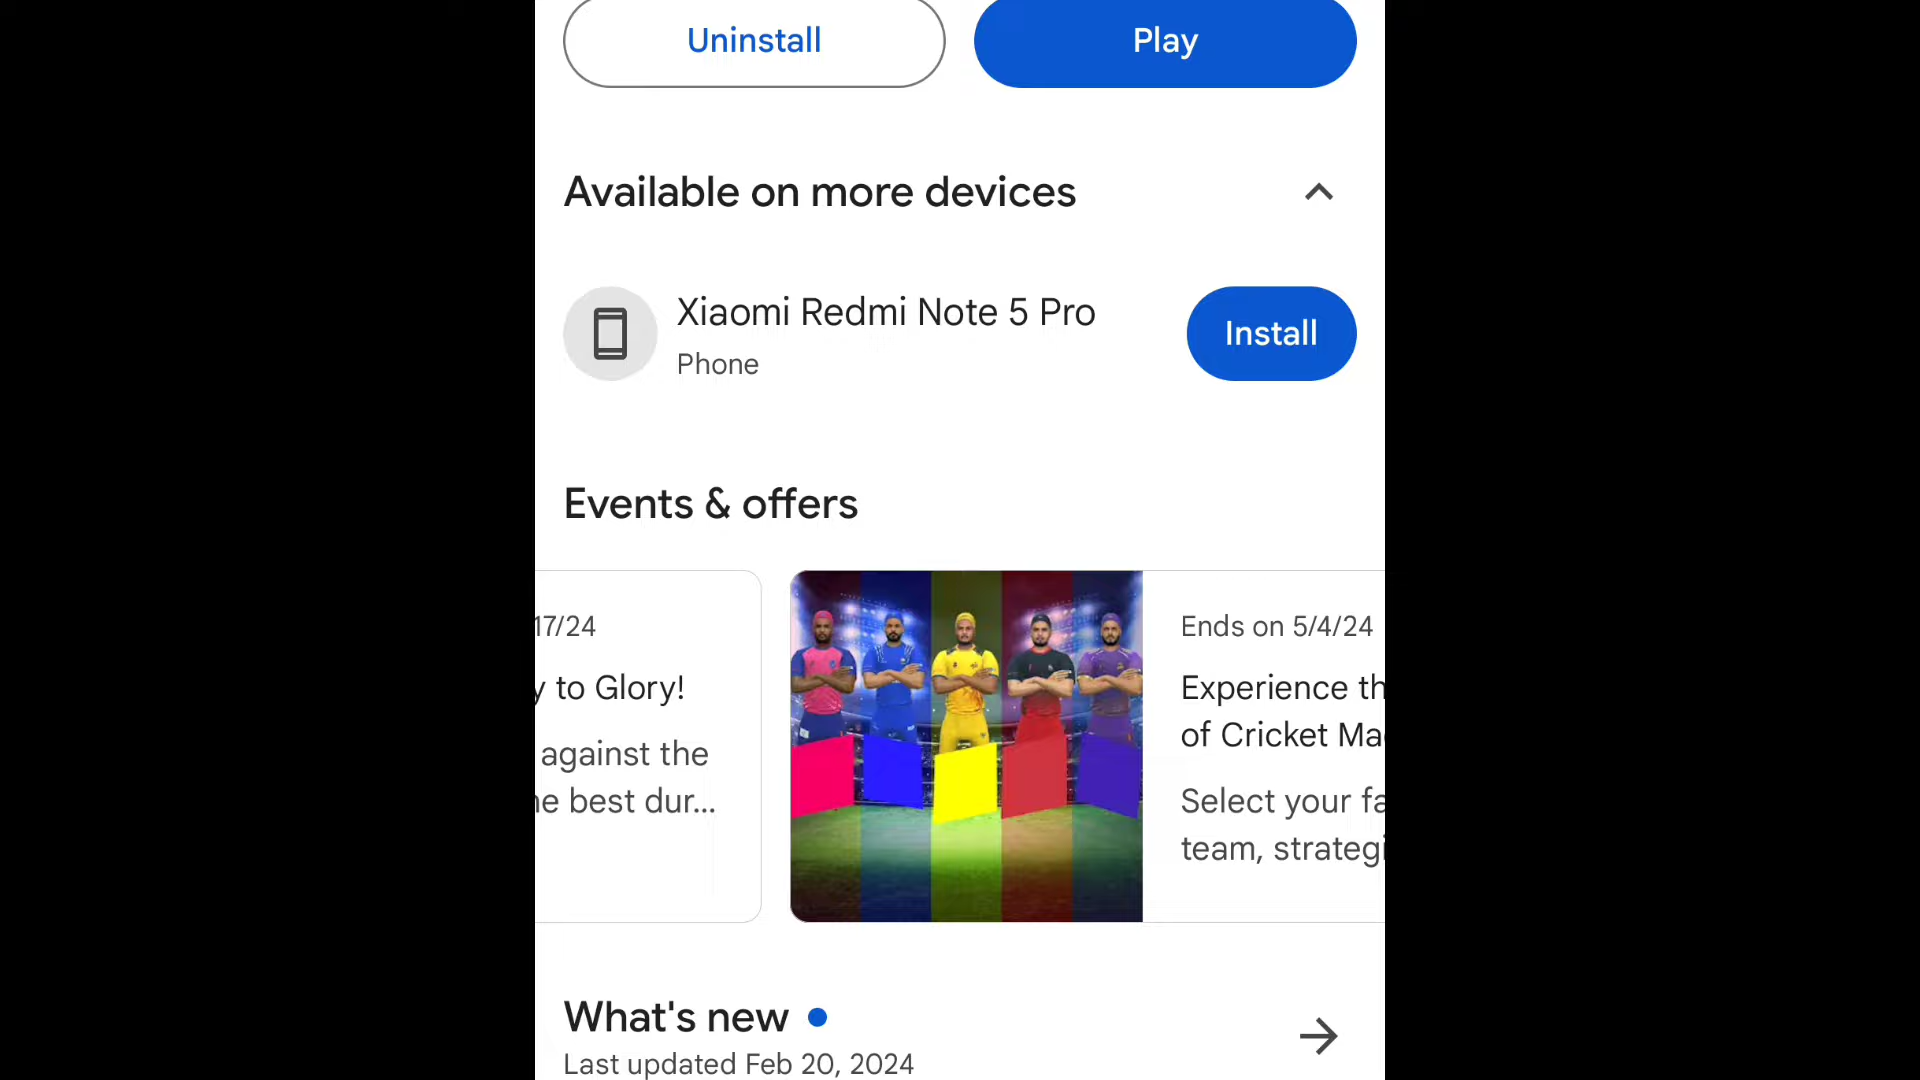 Uninstall
Play
Available on more devices
Xiaomi Redmi Note 5 Pro
Phone
Install
Events & offers
17/24
y to Glory!
against the
he best dur...
Ends on 5/4/24
Experience th
of Cricket Ma
Select your fa
team, strategi
What's new
Last updated Feb 20, 2024